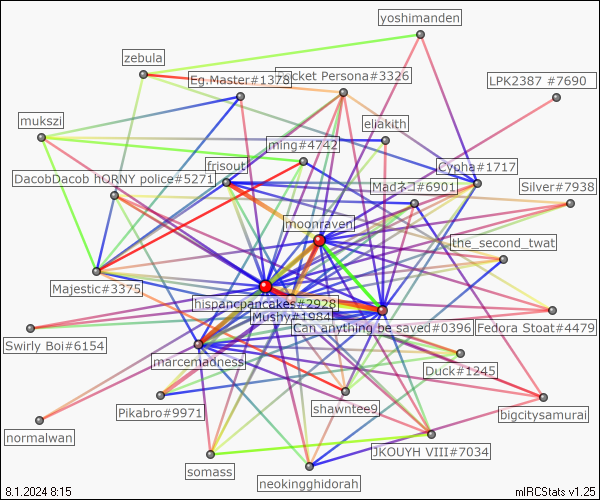 yoshimanden
zebula
Eg.Master#1378
cket Persona#3326
LPK2387 #7690
mukszi
eliakith
ming#4742
frisout
Cypha#1717
DacobDacob hORNY police#5271
Madネコ#6901
Silver#7938
moonraven
the_second_twat
Majestic#3375
hispancpancakes#2928
Mushy#1984
Can anything be saved#0396
Fedora Stoat#4479
Swirly Boi#6154
marcemadness
Duck#1245
Pikabro#9971
shawntee9
bigcitysamurai
normalwan
JKOUYH VIII#7034
somass
neokingghidorah
8.1.2024 8:15
mIRCStats v1.25